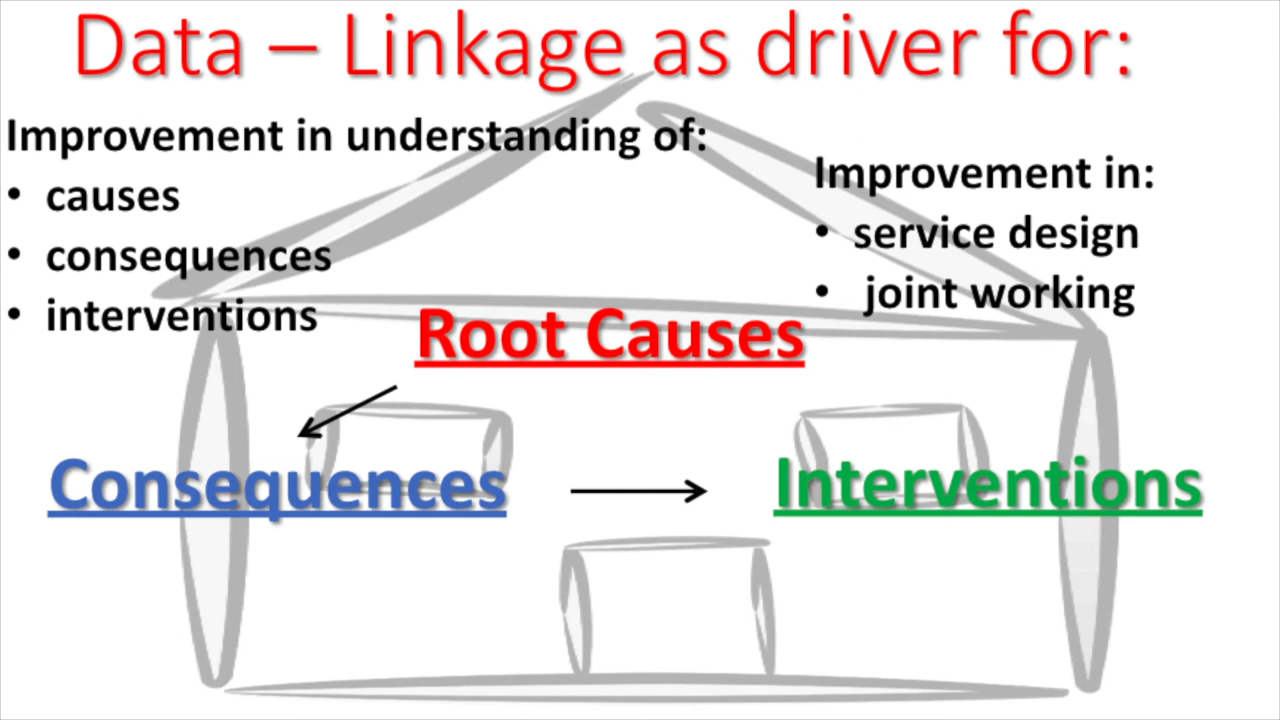 Data – Linkage as driver for:
Improvement in understanding of:
• causes
• consequences
• interventions
Improvement in:
• service design
• joint working
Root Causes
Consequences
Interventions